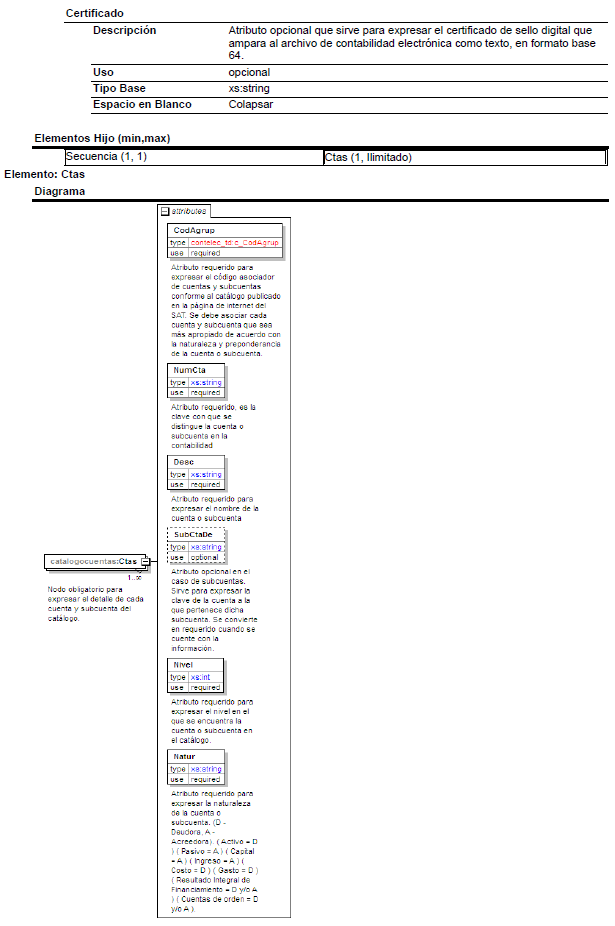 Certificado
Descripción Atributo opcional que sirve para expresar el certificado de sello digital que
ampara al archivo de contabilidad electrónica como texto, en formato base
64.
Uso opcional
Tipo Base xs:string
Espacio en Blanco Colapsar
Elementos Hijo (min,max)
Secuencia (1, 1) Ctas (1, Ilimitado)
Elemento: Ctas
Diagrama
attributes
CodAgrup
type contelec_td:c_CodAgrup
use required
Atributo requerido para
expresar el código asociador
de cuentas y subcuentas
conforme al catálogo publicado
en la página de internet del
SAT. Se debe asociar cada
cuenta y subcuenta que sea
más apropiado de acuerdo con
la naturaleza y preponderancia
de la cuenta o subcuenta.
NumCta
type xs:string
use required
Atributo requerido, es la
clave con que se
distingue la cuenta o
subcuenta en la
contabilidad
Desc
type xs:string
use required
Atributo requerido para
expresar el nombre de la
cuenta o subcuenta
SubCtaDe
type xs:string
use optional
Atributo opcional en el
caso de subcuentas.
Sirve para expresar la
clave de la cuenta a la
que pertenece dicha
subcuenta. Se convierte
en requerido cuando se
cuente con la
información.
catalogocuentas:Ctas
1..∞
Nodo obligatorio para
expresar el detalle de cada
cuenta y subcuenta del
catálogo.
Nivel
type xs:int
use required
Atributo requerido para
expresar el nivel en el
que se encuentra la
cuenta o subcuenta en
el catálogo.
Natur
type xs:string
use required
Atributo requerido para
expresar la naturaleza
de la cuenta o
subcuenta. (D -
Deudora, A -
Acreedora). ( Activo = D
) ( Pasivo = A ) ( Capital
= A ) ( Ingreso = A ) (
Costo = D ) ( Gasto = D )
( Resultado Integral de
Financiamiento = D y/o A
) ( Cuentas de orden = D
y/o A ).